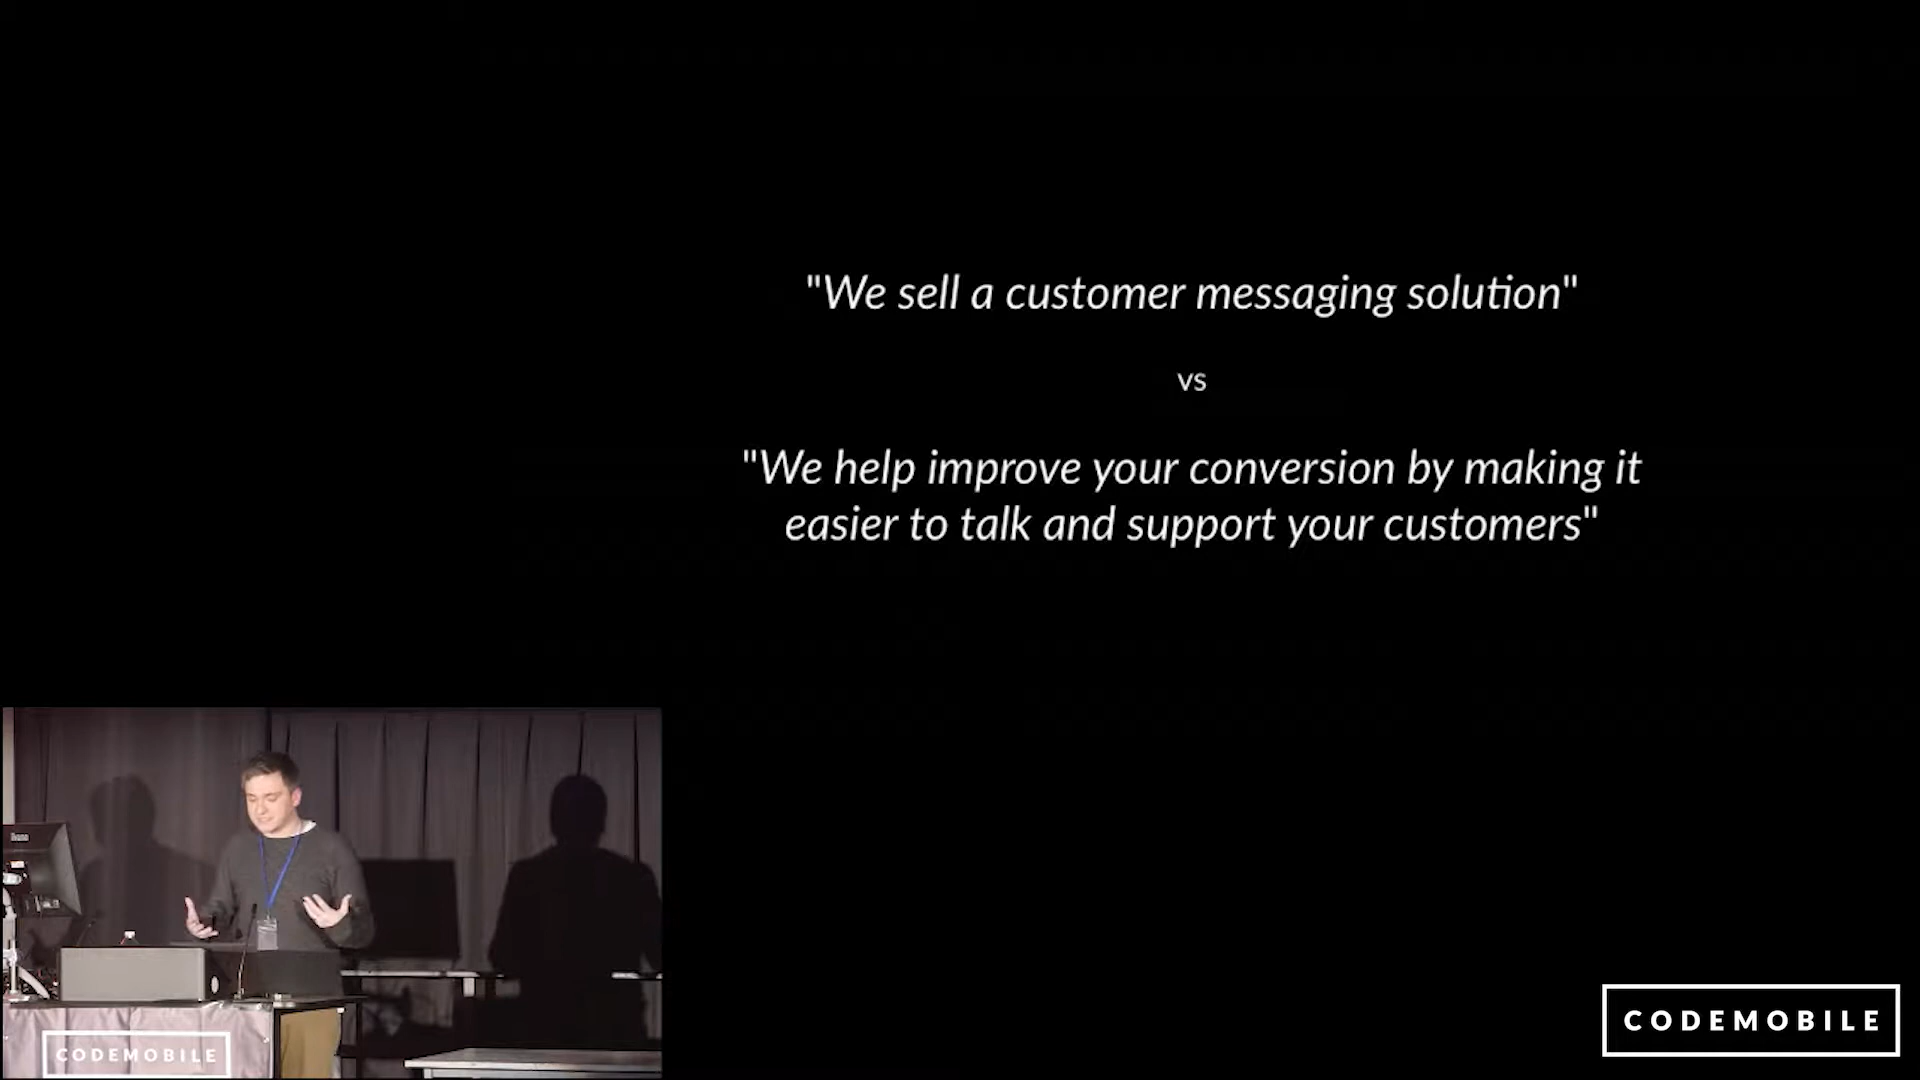 "We sell a customer messaging solution"
vs
"We help improve your conversion by making it
easier to talk and support your customers"
iiyama
CODEMOBILE
CODEMOBILE